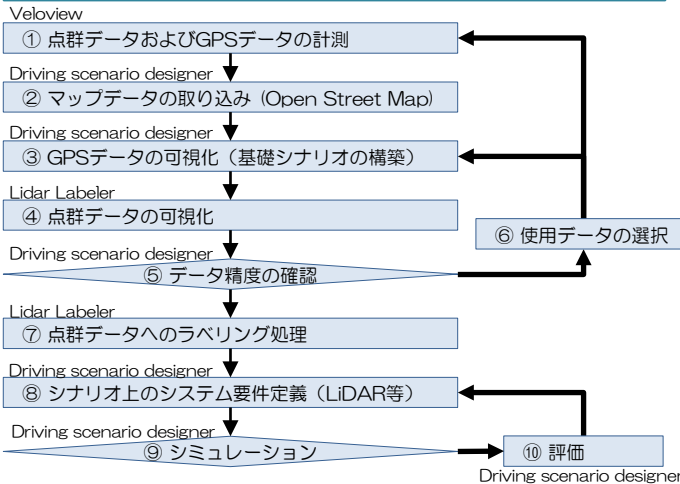 Veloview
① 点群データおよびGPSデータの計測
Driving scenario designer
② マップデータの取り込み (Open Street Map)
Driving scenario designer
③ GPSデータの可視化（基礎シナリオの構築）
Lidar Labeler
④ 点群データの可視化
⑥ 使用データの選択
Driving scenario designer
⑤ データ精度の確認
Lidar Labeler
⑦ 点群データへのラベリング処理
Driving scenario designer
⑧ シナリオ上のシステム要件定義（LiDAR等）
Driving scenario designer
⑨ シミュレーション
⑩ 評価
Driving scenario designer